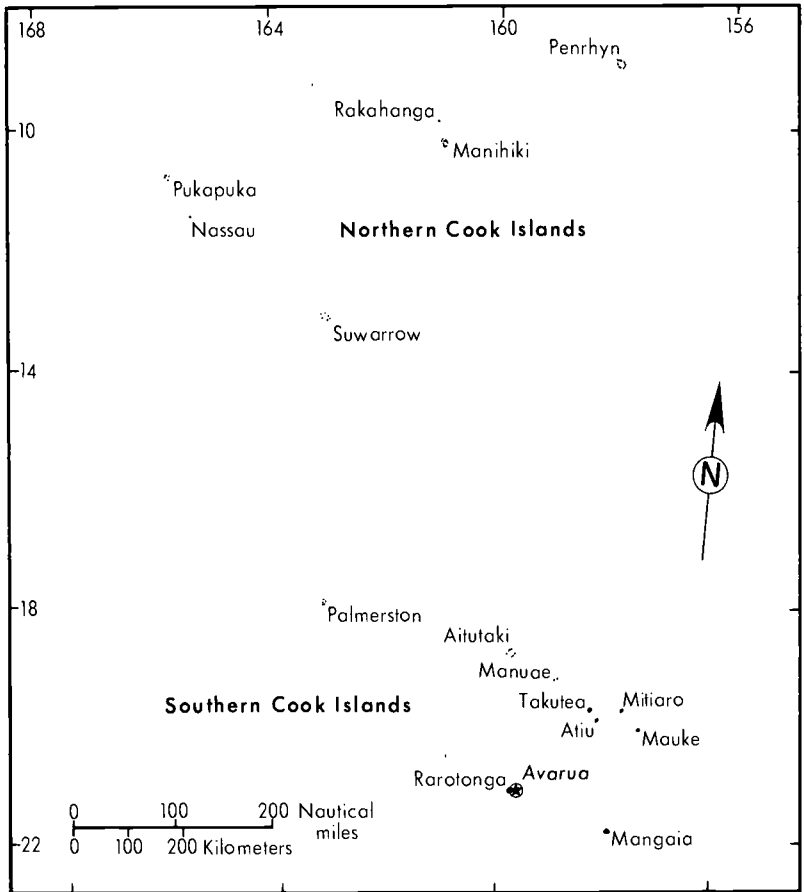 168
164
160
156
Penrhyn
Rakahanga
10
Manihiki
Pukapuka
Nassau
Northern Cook Islands
Suwarrow
14
N
18
Palmerston
Aitutaki
Manuae
Southern Cook Islands
Takutea
Mitiaro
Atiu
Mauke
Rarotonga
Avarua
0 100 200 Nautical
miles
0 100 200 Kilometers
Mangaia
22